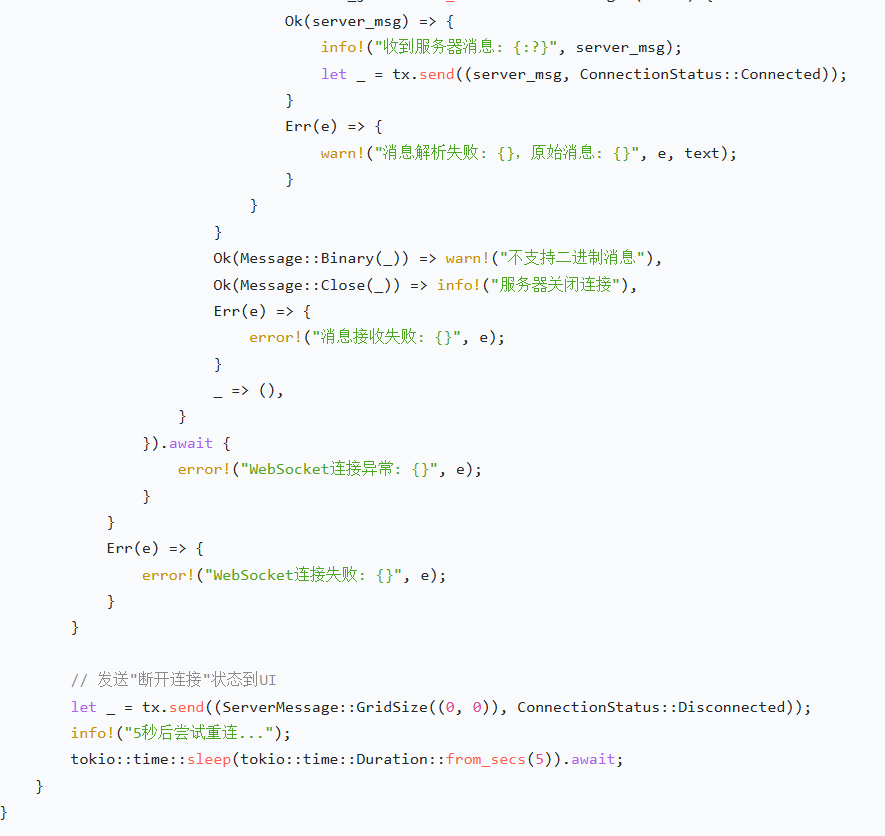 Ok(server_msg) => {
info!("收到服务器消息: {:?}", server_msg);
let _ = tx.send((server_msg, ConnectionStatus::Connected));
}
Err(e) => {
warn!("消息解析失败: {}, 原始消息: {}", e, text);
}
}
}
Ok(Message::Binary(_)) => warn!("不支持二进制消息"),
Ok(Message::Close(_)) => info!("服务器关闭连接"),
Err(e) => {
error!("消息接收失败: {}", e);
}
_ => (),
}
}).await {
error!("WebSocket连接异常: {}", e);
}
}
Err(e) => {
error!("WebSocket连接失败: {}", e);
}
}
// 发送"断开连接"状态到UI
let _ = tx.send((ServerMessage::GridSize((0, 0)), ConnectionStatus::Disconnected));
info!("5秒后尝试重连...");
tokio::time::sleep(tokio::time::Duration::from_secs(5)).await;
}
}